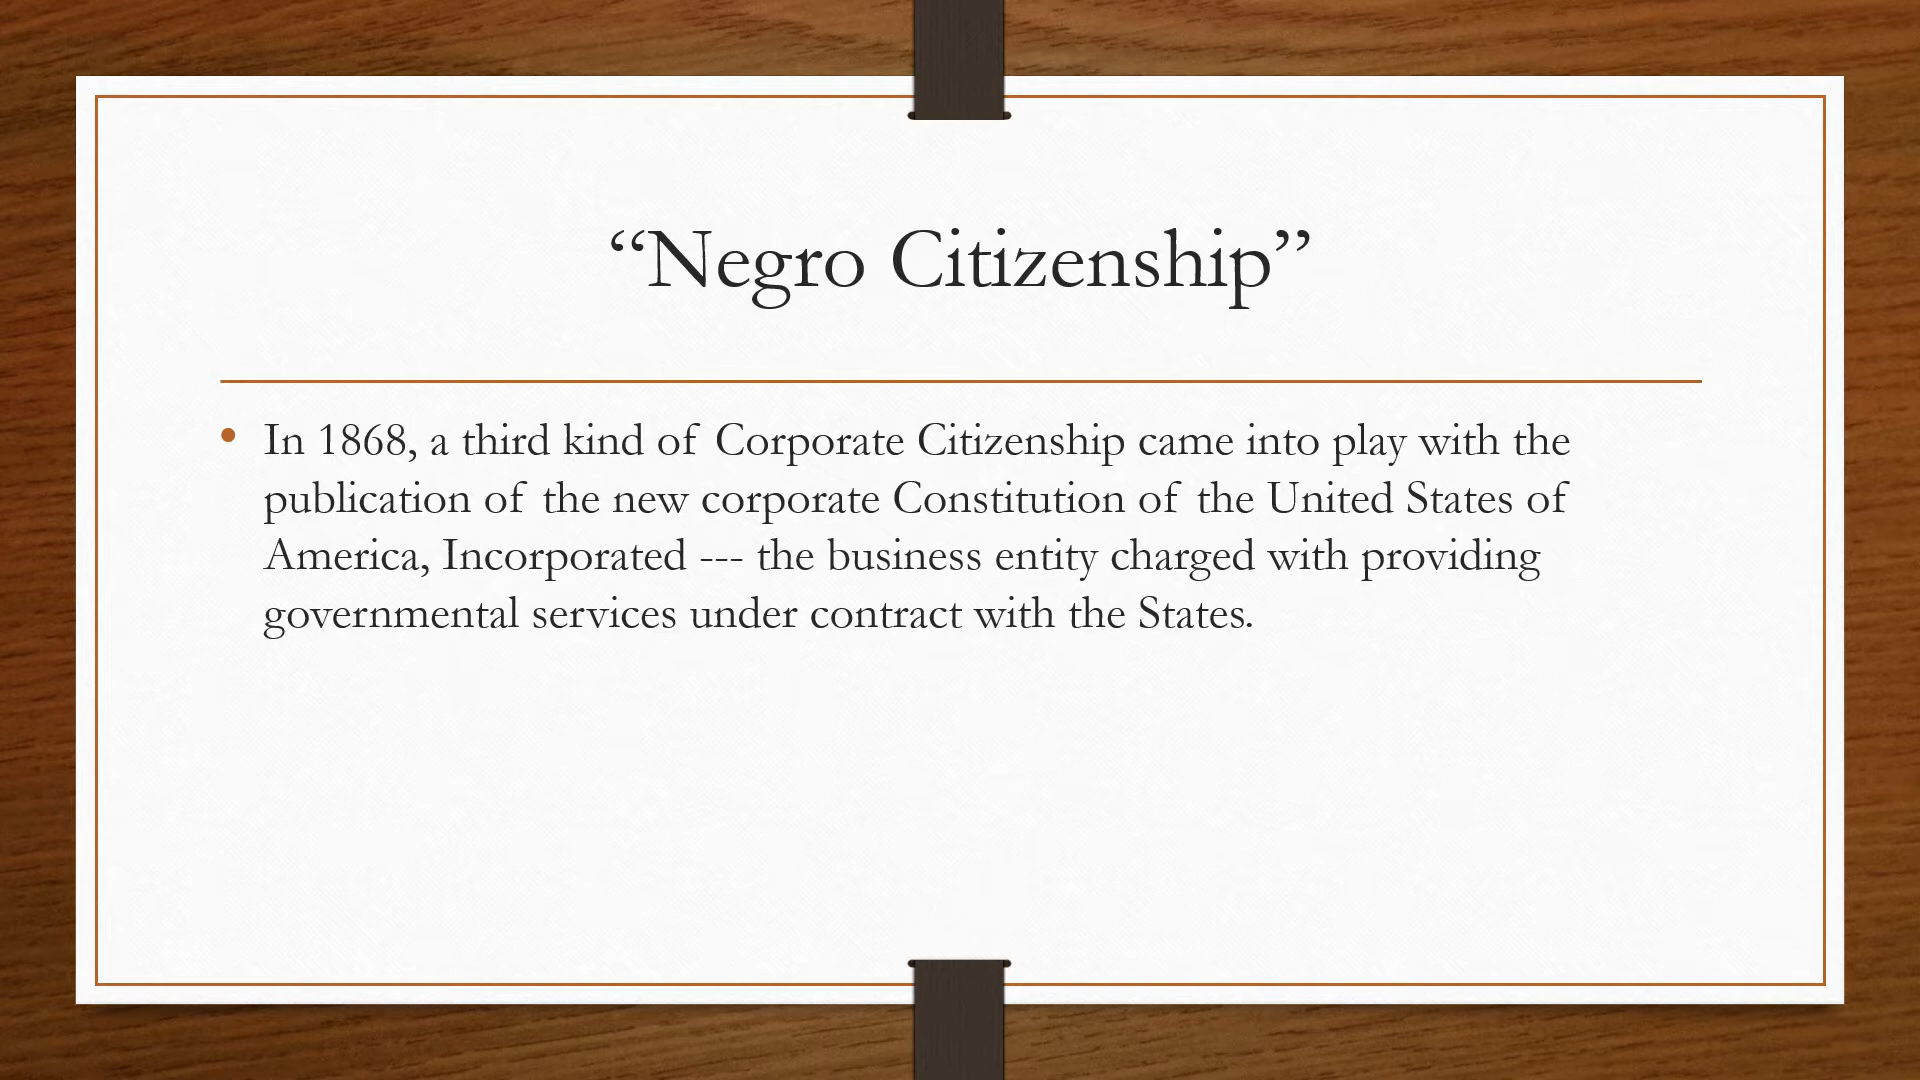 “Negro Citizenship”
• In 1868, a third kind of Corporate Citizenship came into play with the
publication of the new corporate Constitution of the United States of
America, Incorporated --- the business entity charged with providing
governmental services under contract with the States.